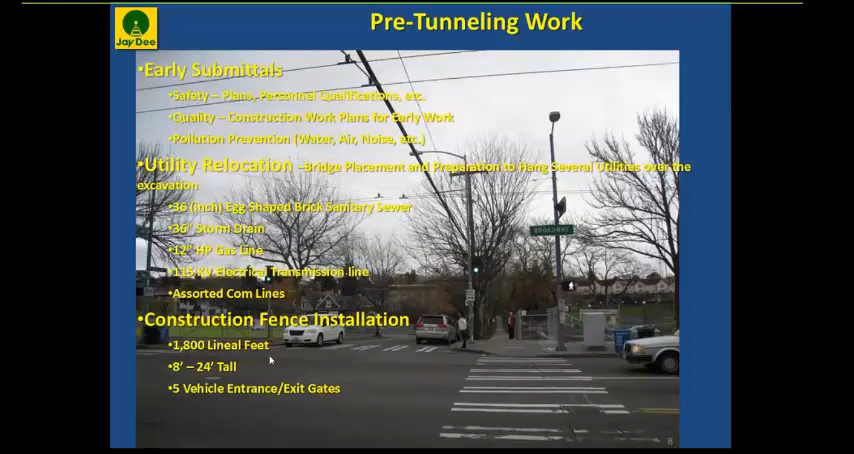 Jay Dee
Pre-Tunneling Work
•Early Submittals
•Safety – Plans, Personnel Qualifications, etc.
•Quality – Construction Work Plans for Early Work
•Pollution Prevention (Water, Air, Noise, etc.)
•Utility Relocation –Bridge Placement and Preparation to Hang Several Utilities over the
excavation
•36 (inch) Egg Shaped Brick Sanitary Sewer
•36" Storm Drain
•12" HP Gas Line
•115 KV Electrical Transmission line
•Assorted Com Lines
BROADWAY
•Construction Fence Installation
•1,800 Lineal Feet
•8' – 24' Tall
•5 Vehicle Entrance/Exit Gates
8